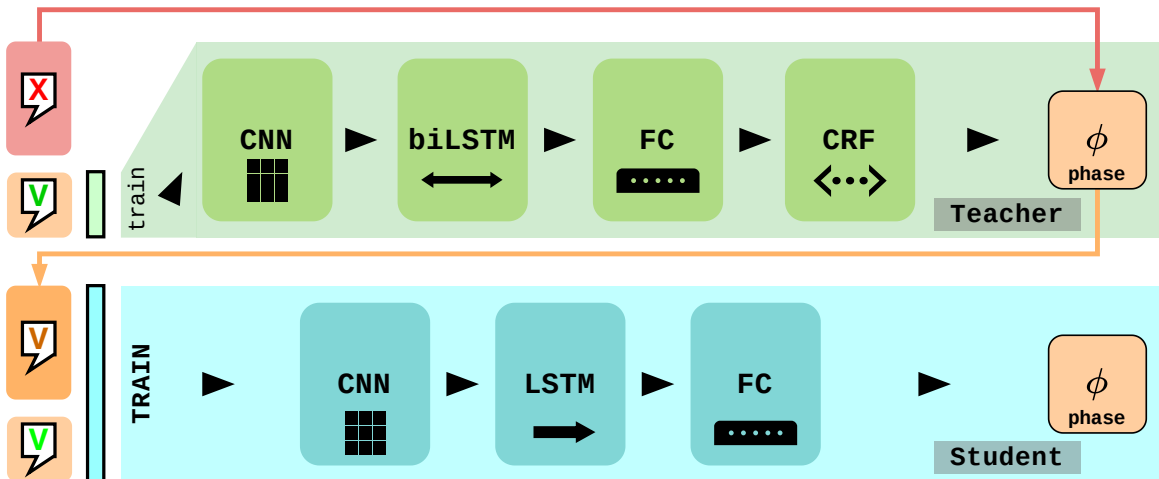 X
V
train
CNN
biLSTM
FC
CRF
ϕ
phase
Teacher
V
V
TRAIN
CNN
LSTM
FC
ϕ
phase
Student